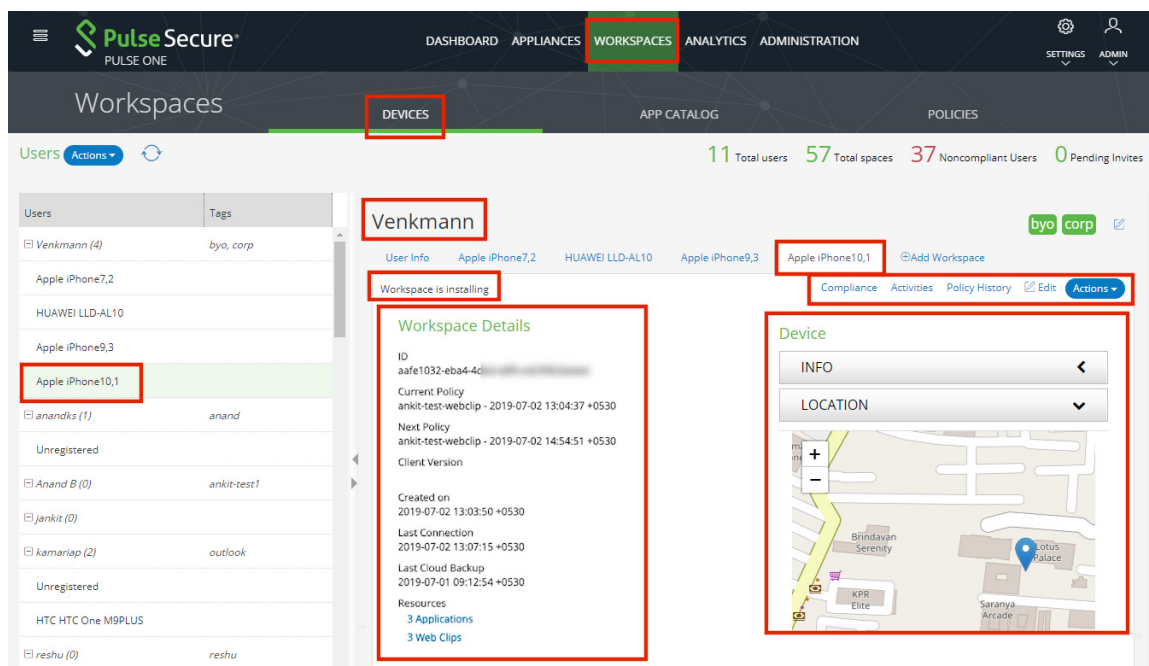 Pulse Secure®
PULSE ONE
DASHBOARD APPLIANCES WORKSPACES ANALYTICS ADMINISTRATION
SETTINGS ADMIN
Workspaces
DEVICES APP CATALOG POLICIES
Users Actions
11 Total users 57 Total spaces 37 Noncompliant Users 0 Pending Invites
Users Tags
Venkmann (4) byo, corp
Apple iPhone7,2
HUAWEI LLD-AL10
Apple iPhone9,3
Apple iPhone10,1
anandks (1) anand
Unregistered
Anand B (0) ankit-test1
jankit (0)
kamariap (2) outlook
Unregistered
HTC HTC One M9PLUS
reshu (0) reshu
Venkmann
byo corp
User Info Apple iPhone7,2 HUAWEI LLD-AL10 Apple iPhone9,3 Apple iPhone10,1 Add Workspace
Workspace is installing
Compliance Activities Policy History Edit Actions
Workspace Details
ID
aafe1032-eba4-4c
Current Policy
ankit-test-webclip - 2019-07-02 13:04:37 +0530
Next Policy
ankit-test-webclip - 2019-07-02 14:54:51 +0530
Client Version
Created on
2019-07-02 13:03:50 +0530
Last Connection
2019-07-02 13:07:15 +0530
Last Cloud Backup
2019-07-01 09:12:54 +0530
Resources
3 Applications
3 Web Clips
Device
INFO
LOCATION
+
−
Brindavan
Serenity
Lotus
Palace
KPR
Elite
Saranya
Arcade